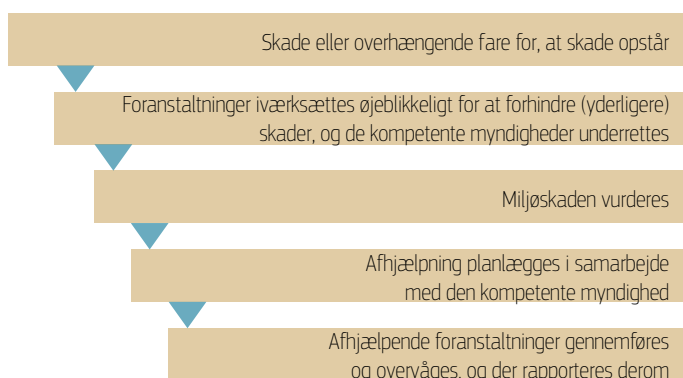 Skade eller overhængende fare for, at skade opstår
Foranstaltninger iværksættes øjeblikkeligt for at forhindre (yderligere)
skader, og de kompetente myndigheder underrettes
Miljøskaden vurderes
Afhjælpning planlægges i samarbejde
med den kompetente myndighed
Afhjælpende foranstaltninger gennemføres
og overvåges, og der rapporteres derom